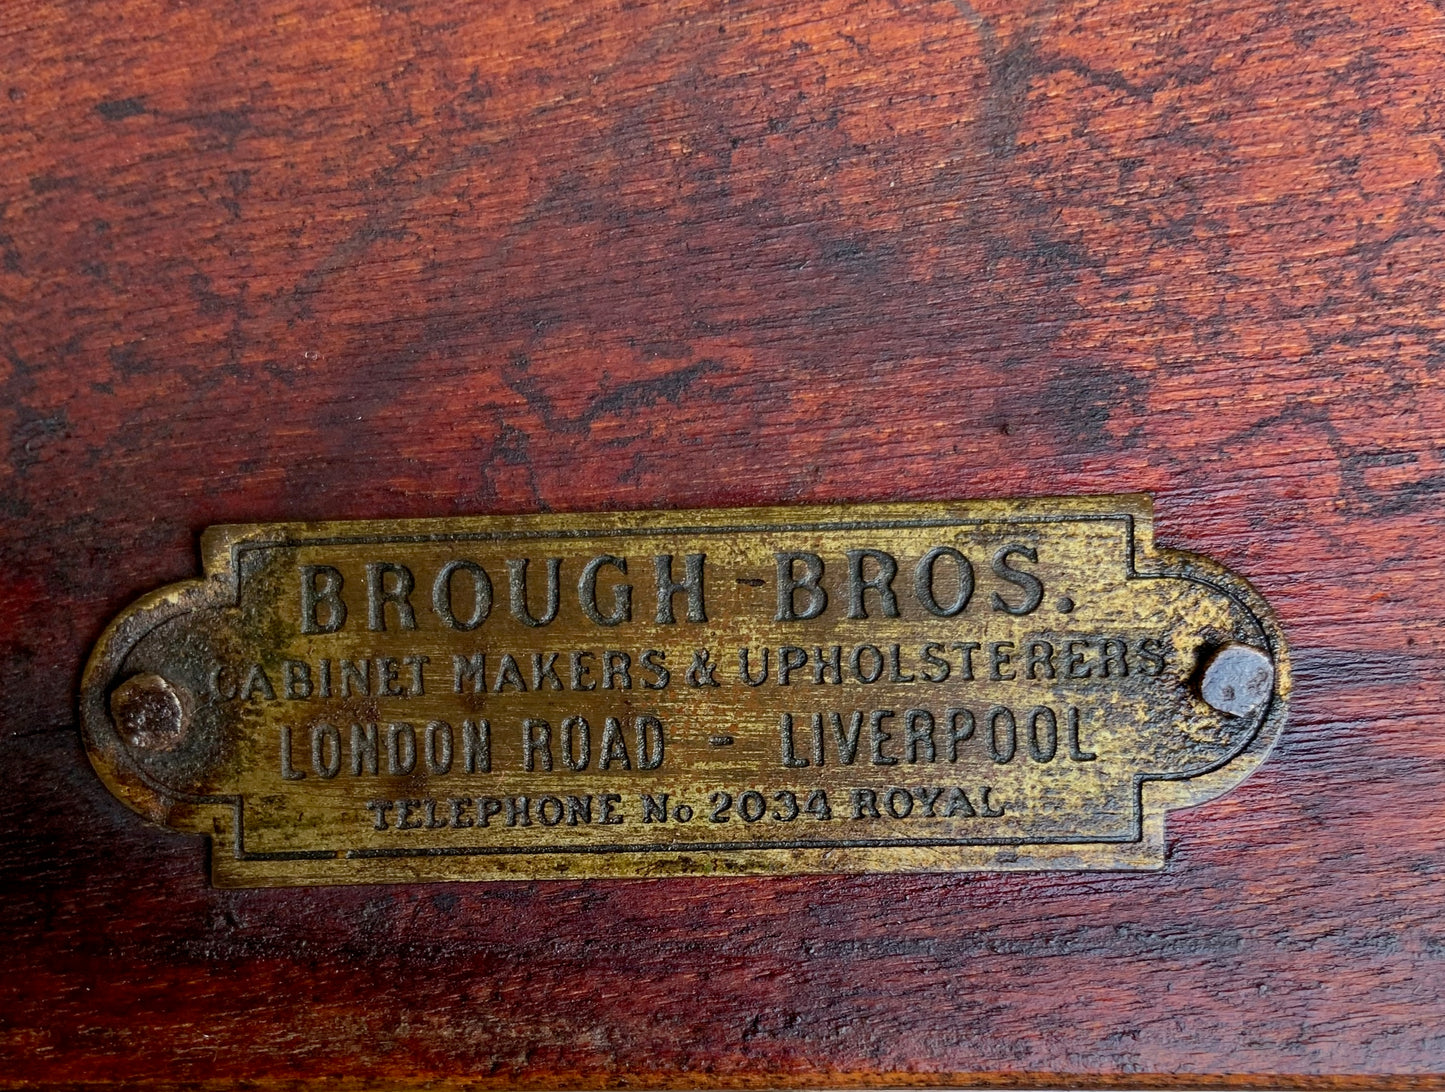 BROUGH-BROS.
CABINET MAKERS & UPHOLSTERERS
LONDON ROAD - LIVERPOOL
TELEPHONE No 2034 ROYAL